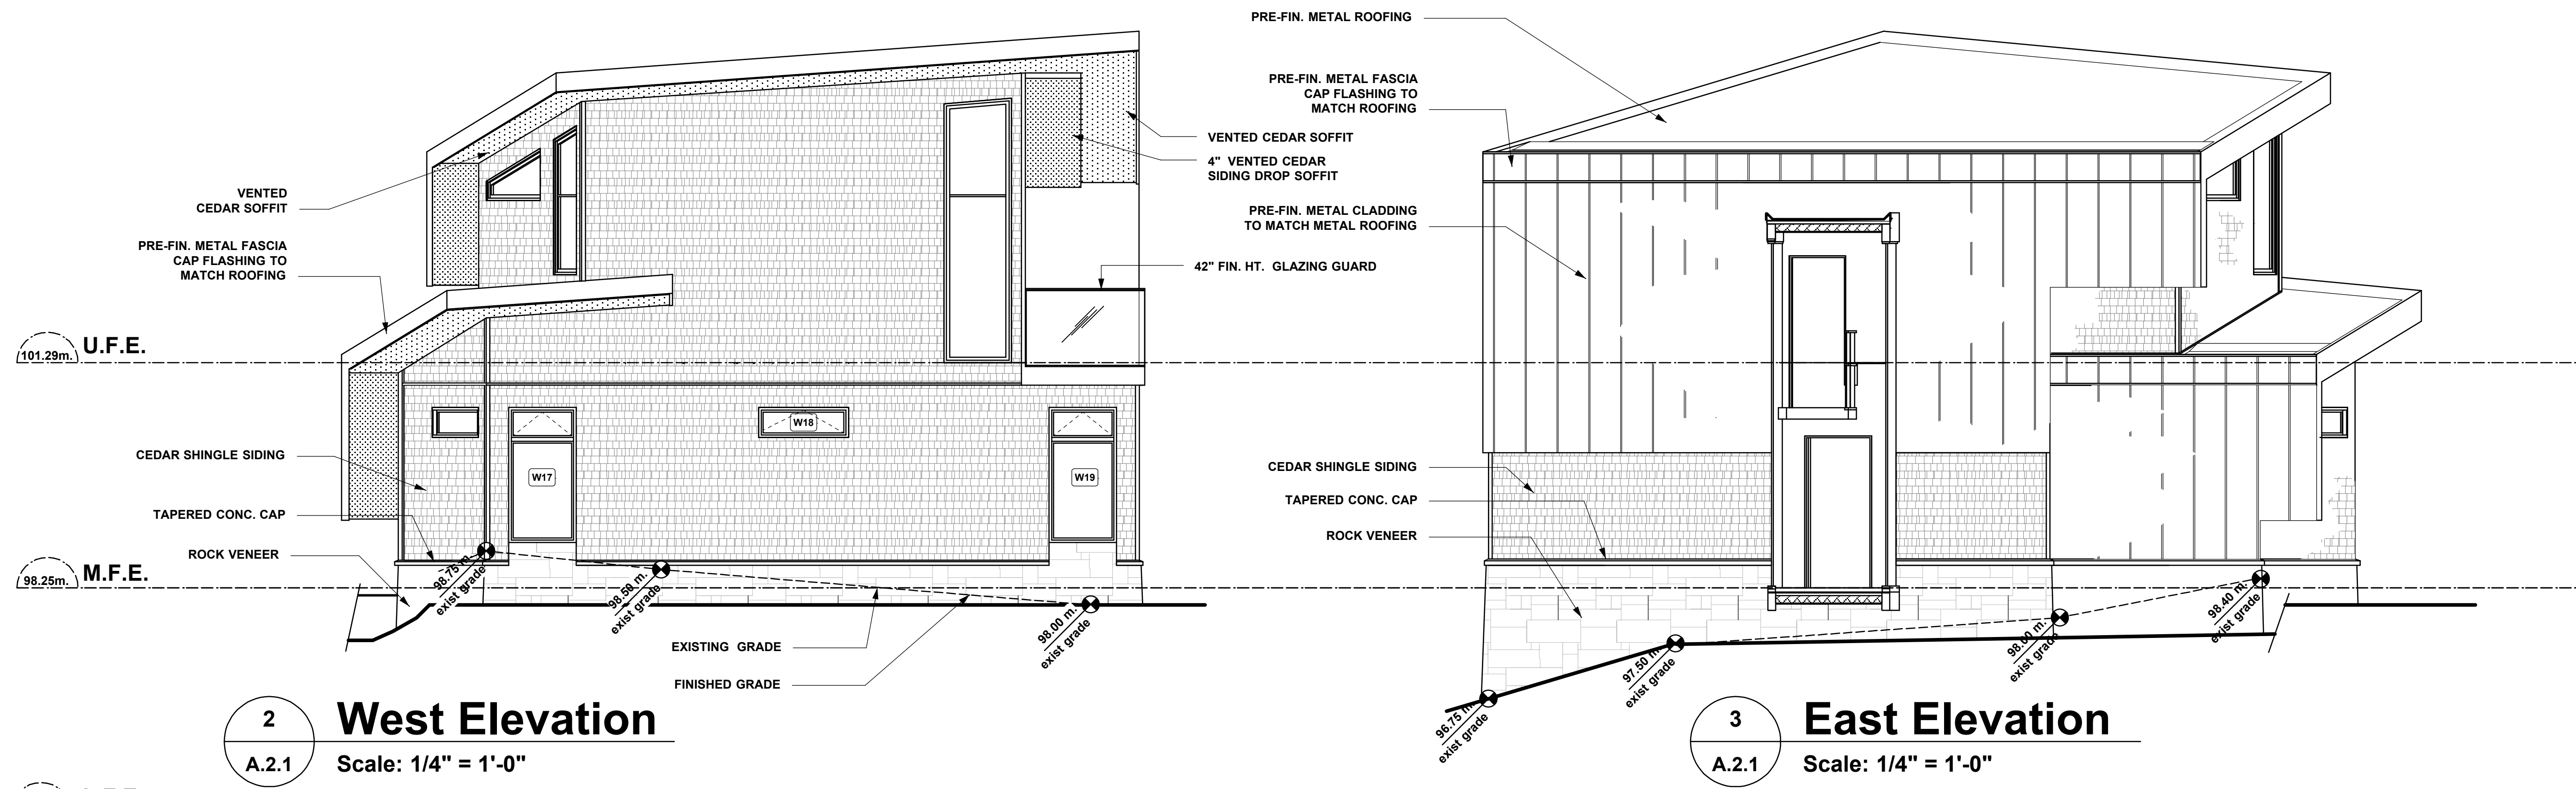 PRE-FIN. METAL ROOFING
PRE-FIN. METAL FASCIA
CAP FLASHING TO
MATCH ROOFING
VENTED CEDAR SOFFIT
4" VENTED CEDAR
SIDING DROP SOFFIT
VENTED
CEDAR SOFFIT
PRE-FIN. METAL CLADDING
TO MATCH METAL ROOFING
PRE-FIN. METAL FASCIA
CAP FLASHING TO
MATCH ROOFING
42" FIN. HT. GLAZING GUARD
101.29m.
U.F.E.
W18
CEDAR SHINGLE SIDING
W17
W19
CEDAR SHINGLE SIDING
TAPERED CONC. CAP
TAPERED CONC. CAP
ROCK VENEER
ROCK VENEER
98.25m.
M.F.E.
98.75 m.
exist grade
98.50 m.
exist grade
98.00 m.
exist grade
EXISTING GRADE
FINISHED GRADE
96.75 m.
exist grade
97.50 m.
exist grade
98.00 m.
exist grade
98.40 m.
exist grade
2
A.2.1
West Elevation
Scale: 1/4" = 1'-0"
3
A.2.1
East Elevation
Scale: 1/4" = 1'-0"